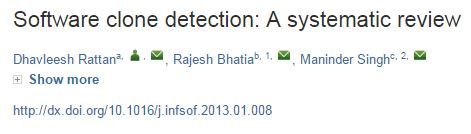 Software clone detection: A systematic review
Dhavleesh Rattanª, , Rajesh Bhatiaᵇ, ¹, Maninder Singhᶜ, ²,
Show more
http://dx.doi.org/10.1016/j.infsof.2013.01.008